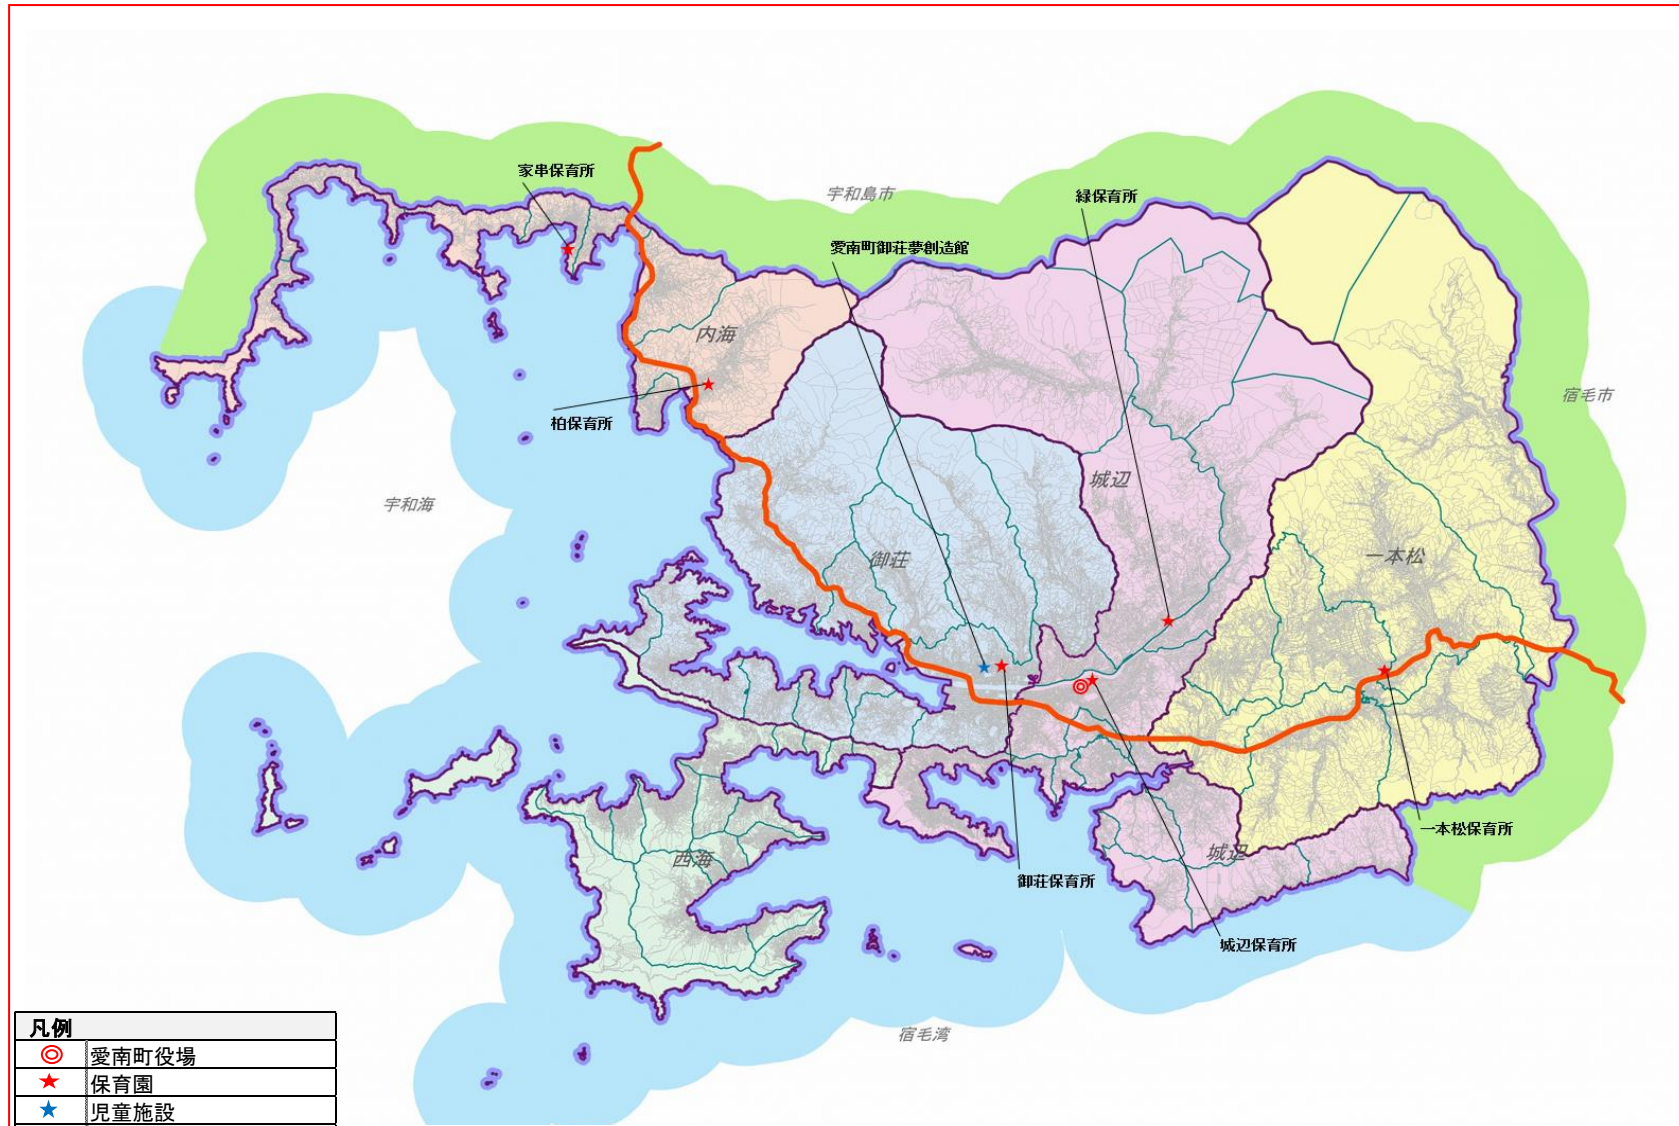 家串保育所
宇和島市
緑保育所
愛南町御荘夢創造館
内海
宿毛市
柏保育所
城辺
宇和海
御荘
一本松
一本松保育所
西海
城辺
御荘保育所
城辺保育所
宿毛湾
凡例
愛南町役場
保育園
児童施設